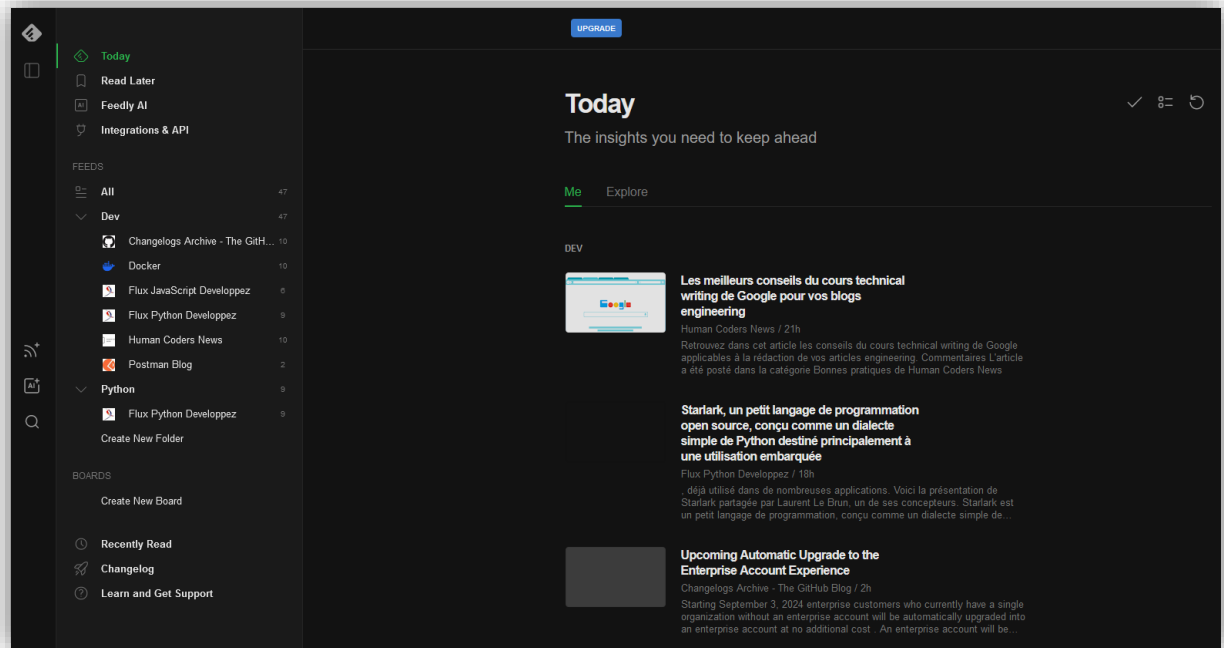 UPGRADE
Today
Read Later
AI
Feedly AI
Integrations & API
FEEDS
All 47
Dev 47
Changelogs Archive - The GitH... 10
Docker 10
Flux JavaScript Developpez 6
Flux Python Developpez 9
Human Coders News 10
Postman Blog 2
Python 9
Flux Python Developpez 9
Create New Folder
BOARDS
Create New Board
Recently Read
Changelog
Learn and Get Support
AI
Today
The insights you need to keep ahead
Me Explore
DEV
Google
Les meilleurs conseils du cours technical
writing de Google pour vos blogs
engineering
Human Coders News / 21h
Retrouvez dans cet article les conseils du cours technical writing de Google
applicables à la rédaction de vos articles engineering. Commentaires L'article
a été posté dans la catégorie Bonnes pratiques de Human Coders News
Starlark, un petit langage de programmation
open source, conçu comme un dialecte
simple de Python destiné principalement à
une utilisation embarquée
Flux Python Developpez / 18h
, déjà utilisé dans de nombreuses applications. Voici la présentation de
Starlark partagée par Laurent Le Brun, un de ses concepteurs. Starlark est
un petit langage de programmation, conçu comme un dialecte simple de...
Upcoming Automatic Upgrade to the
Enterprise Account Experience
Changelogs Archive - The GitHub Blog / 2h
Starting September 3, 2024 enterprise customers who currently have a single
organization without an enterprise account will be automatically upgraded into
an enterprise account at no additional cost . An enterprise account will be...